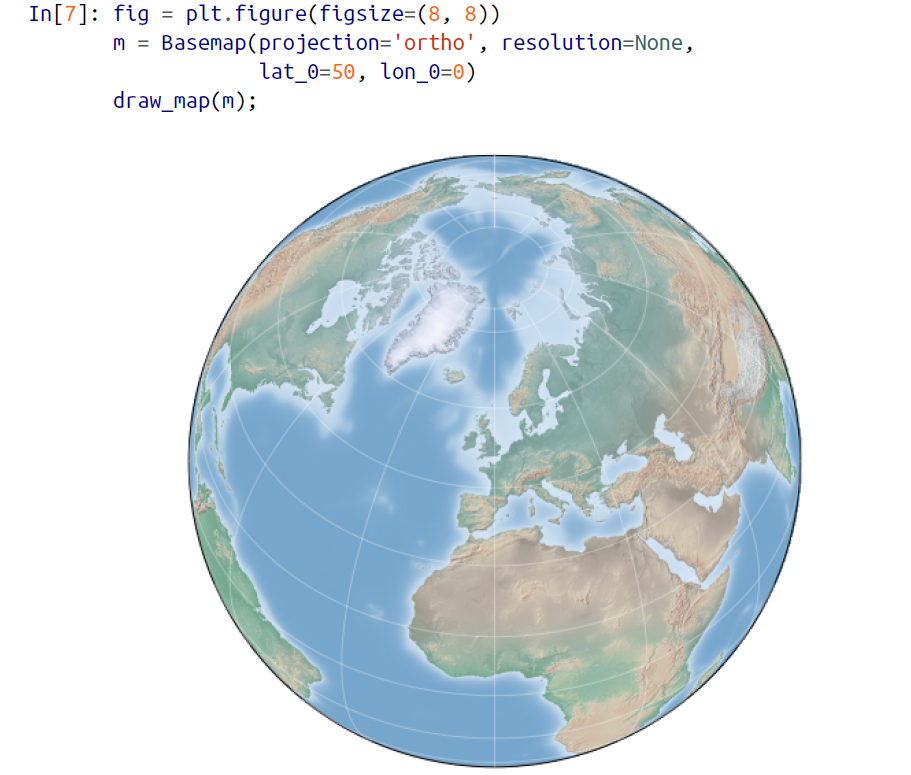 In[7]: fig = plt.figure(figsize=(8, 8))
m = Basemap(projection='ortho', resolution=None,
lat_0=50, lon_0=0)
draw_map(m);